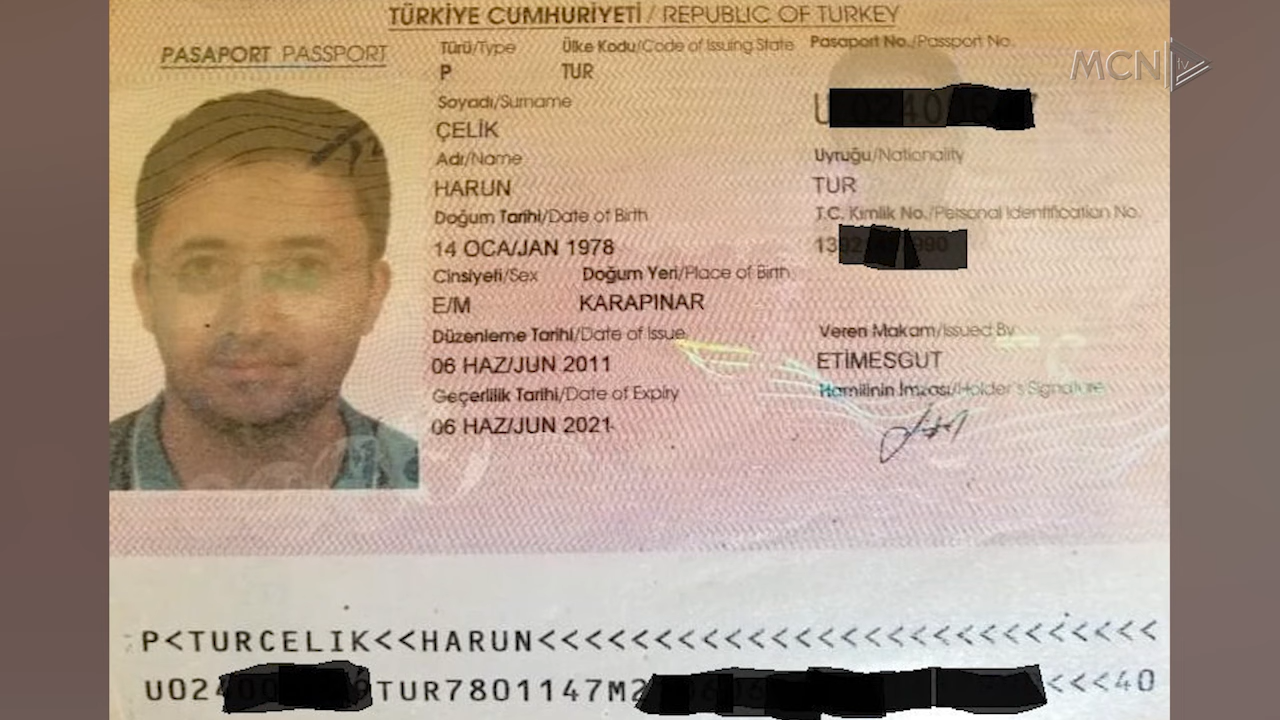 TÜRKİYE CUMHURİYETİ / REPUBLIC OF TURKEY
PASAPORT PASSPORT
Türü/Type Ülke Kodu/Code of Issuing State Pasaport No./Passport No.
P TUR
MCN tv
Soyadı/Surname
ÇELİK
Adı/Name Uyruğu/Nationality
HARUN TUR
Doğum Tarihi/Date of Birth T.C. Kimlik No./Personal Identification No.
14 OCA/JAN 1978
Cinsiyeti/Sex Doğum Yeri/Place of Birth
E/M KARAPINAR
Düzenleme Tarihi/Date of Issue Veren Makam/Issued By
06 HAZ/JUN 2011 ETİMESGUT
Geçerlilik Tarihi/Date of Expiry Hamilinin İmzası/Holder's Signature
06 HAZ/JUN 2021
P<TURCELIK<<HARUN<<<<<<<<<<<<<<<<<<<<<<<<<<<
TUR7801147M <<<40